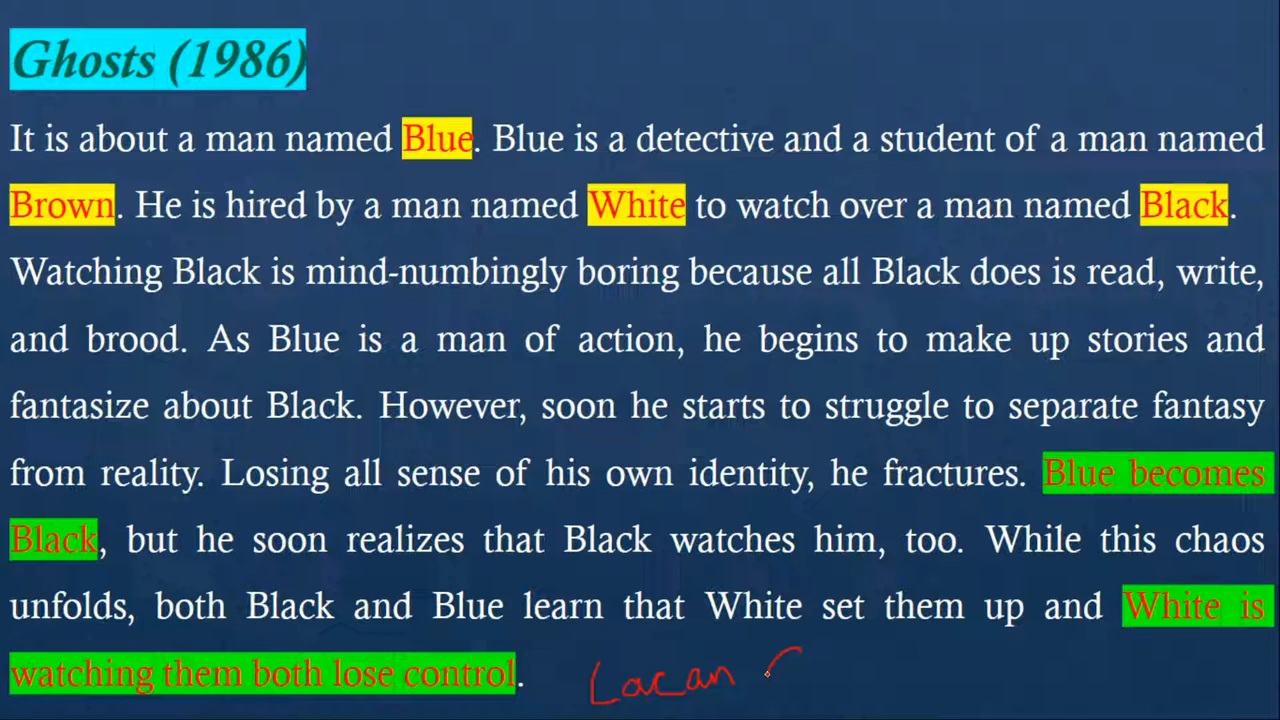 Ghosts (1986)
It is about a man named Blue. Blue is a detective and a student of a man named
Brown. He is hired by a man named White to watch over a man named Black.
Watching Black is mind-numbingly boring because all Black does is read, write,
and brood. As Blue is a man of action, he begins to make up stories and
fantasize about Black. However, soon he starts to struggle to separate fantasy
from reality. Losing all sense of his own identity, he fractures. Blue becomes
Black, but he soon realizes that Black watches him, too. While this chaos
unfolds, both Black and Blue learn that White set them up and White is
watching them both lose control.
Lacan